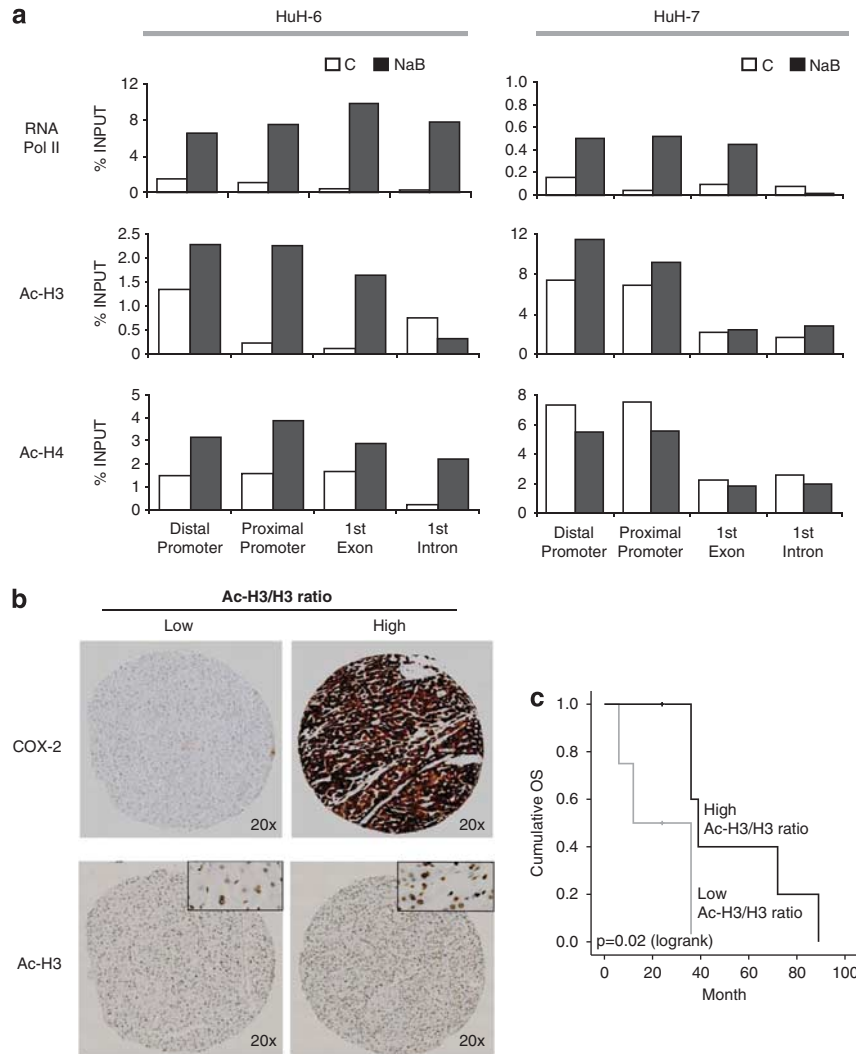 a
HuH-6 HuH-7
C NaB C NaB
RNA
Pol II
% INPUT
12
8
4
0
1.0
0.8
0.6
0.4
0.2
0
Ac-H3
% INPUT
2.5
2.0
1.5
1.0
0.5
0
12
8
4
0
Ac-H4
% INPUT
5
4
3
2
1
0
8
6
4
2
0
Distal Proximal 1st 1st Distal Proximal 1st 1st
Promoter Promoter Exon Intron Promoter Promoter Exon Intron
b
Ac-H3/H3 ratio
Low High
COX-2
20x 20x
Ac-H3
20x 20x
c
Cumulative OS
1.0
0.8
0.6
0.4
0.2
0.0
High
Ac-H3/H3 ratio
Low
Ac-H3/H3 ratio
p=0.02 (logrank)
0 20 40 60 80 100
Month